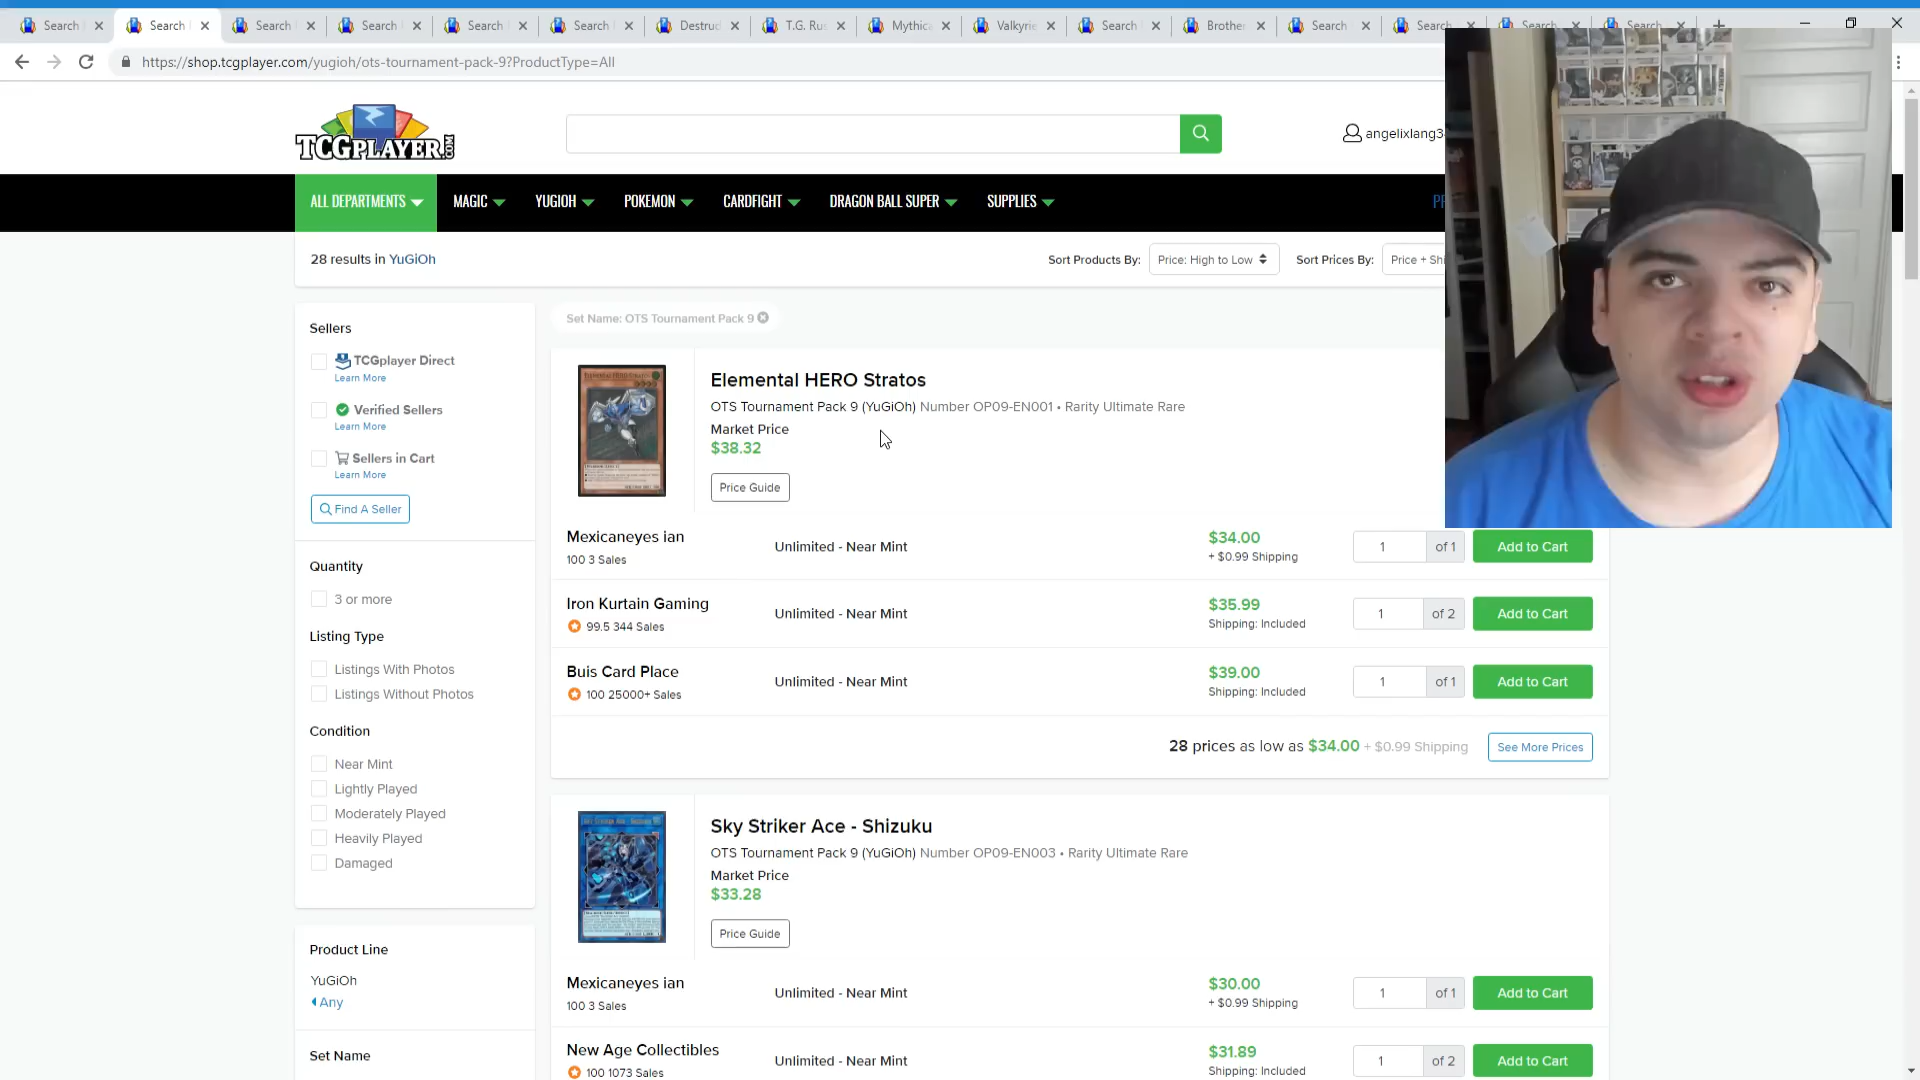 Search
Search
Search
Search
Search
Search
Destruc
T.G. Rus
Mythica
Valkyrie
Search
Brother
Search
Search
Search
Search
https://shop.tcgplayer.com/yugioh/ots-tournament-pack-9?ProductType=All
TCGPLAYER.COM
angelixlang3
ALL DEPARTMENTS
MAGIC
YUGIOH
POKEMON
CARDFIGHT
DRAGON BALL SUPER
SUPPLIES
28 results in YuGiOh
Sort Products By:
Price: High to Low
Sort Prices By:
Price + Shi
Sellers
TCGplayer Direct
Learn More
Verified Sellers
Learn More
Sellers in Cart
Learn More
Find A Seller
Quantity
3 or more
Listing Type
Listings With Photos
Listings Without Photos
Condition
Near Mint
Lightly Played
Moderately Played
Heavily Played
Damaged
Product Line
YuGiOh
Any
Set Name
Set Name: OTS Tournament Pack 9
Elemental HERO Stratos
OTS Tournament Pack 9 (YuGiOh) Number OP09-EN001 • Rarity Ultimate Rare
Market Price
$38.32
Price Guide
Mexicaneyes ian
100 3 Sales
Unlimited - Near Mint
$34.00
+ $0.99 Shipping
1 of 1
Add to Cart
Iron Kurtain Gaming
99.5 344 Sales
Unlimited - Near Mint
$35.99
Shipping: Included
1 of 2
Add to Cart
Buis Card Place
100 25000+ Sales
Unlimited - Near Mint
$39.00
Shipping: Included
1 of 1
Add to Cart
28 prices as low as $34.00 + $0.99 Shipping
See More Prices
Sky Striker Ace - Shizuku
OTS Tournament Pack 9 (YuGiOh) Number OP09-EN003 • Rarity Ultimate Rare
Market Price
$33.28
Price Guide
Mexicaneyes ian
100 3 Sales
Unlimited - Near Mint
$30.00
+ $0.99 Shipping
1 of 1
Add to Cart
New Age Collectibles
100 1073 Sales
Unlimited - Near Mint
$31.89
Shipping: Included
1 of 2
Add to Cart